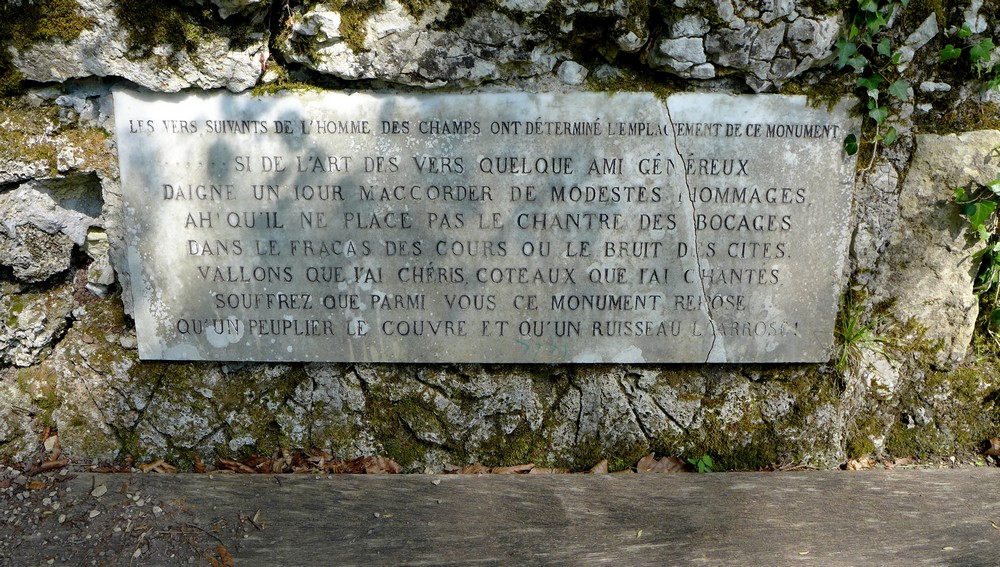 LES VERS SUIVANTS DE L'HOMME DES CHAMPS ONT DÉTERMINÉ L'EMPLACEMENT DE CE MONUMENT
....... SI DE L'ART DES VERS QUELQUE AMI GÉNÉREUX
DAIGNE UN JOUR M'ACCORDER DE MODESTES HOMMAGES,
AH! QU'IL NE PLACE PAS LE CHANTRE DES BOCAGES
DANS LE FRACAS DES COURS OU LE BRUIT DES CITES.
VALLONS QUE J'AI CHÉRIS, COTEAUX QUE J'AI CHANTÉS,
SOUFFREZ QUE PARMI VOUS CE MONUMENT REPOSE
QU'UN PEUPLIER LE COUVRE ET QU'UN RUISSEAU L'ARROSE!